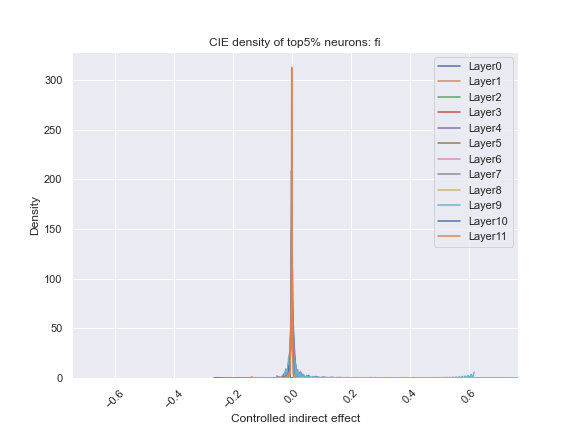 CIE density of top5% neurons: fi
300
250
200
150
100
50
0
Density
−0.6
−0.4
−0.2
0.0
0.2
0.4
0.6
Controlled indirect effect
Layer0
Layer1
Layer2
Layer3
Layer4
Layer5
Layer6
Layer7
Layer8
Layer9
Layer10
Layer11